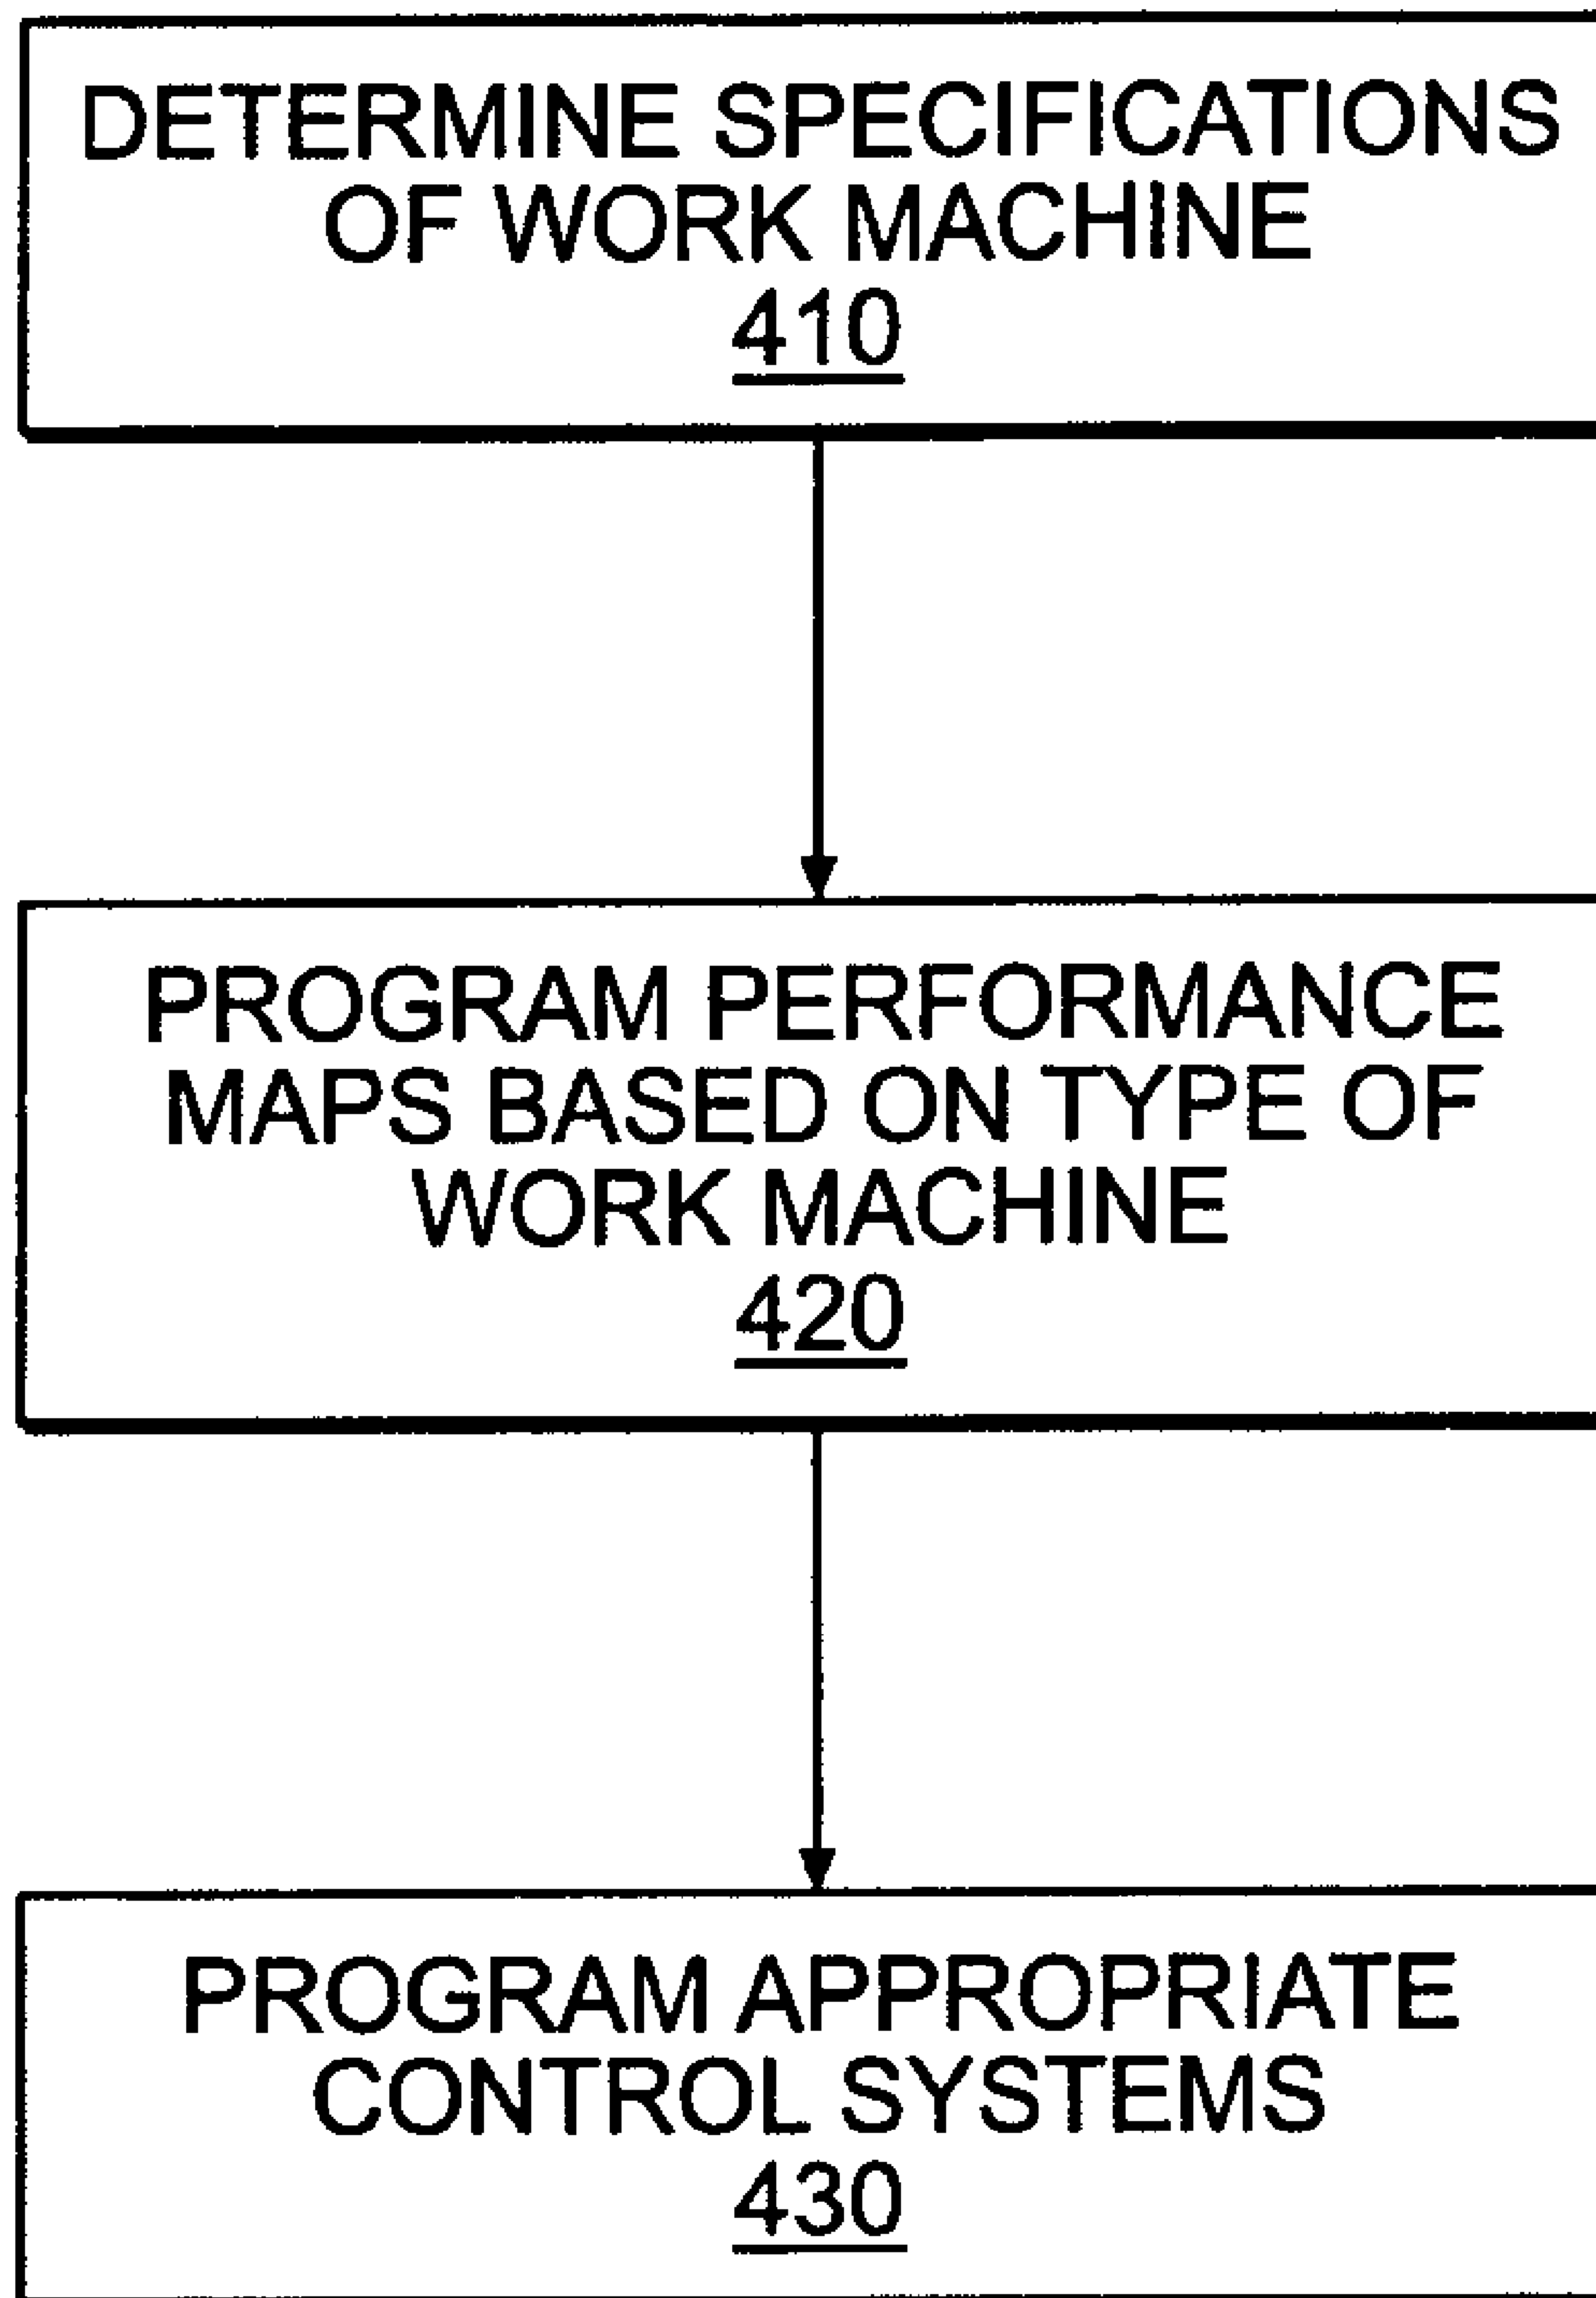 DETERMINE SPECIFICATIONS
OF WORK MACHINE
410
PROGRAM PERFORMANCE
MAPS BASED ON TYPE OF
WORK MACHINE
420
PROGRAM APPROPRIATE
CONTROL SYSTEMS
430